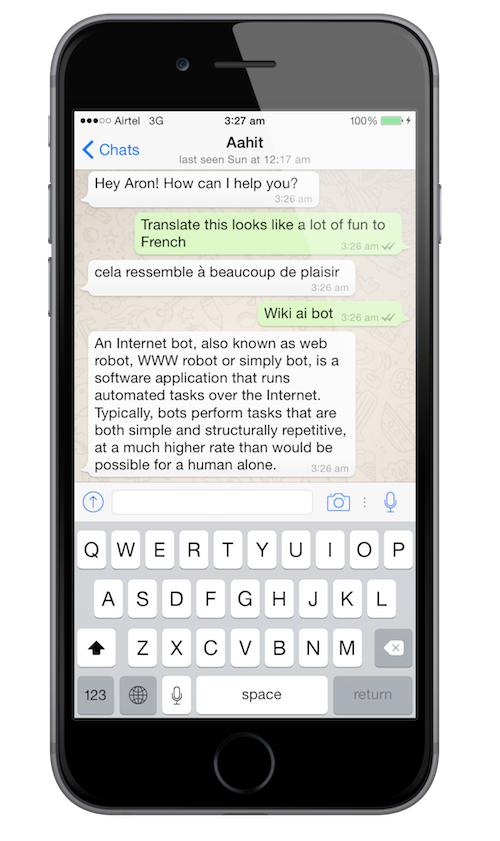 Airtel 3G 3:27 am 100%
Chats Aahit
last seen Sun at 12:17 am
Hey Aron! How can I help you?
3:26 am
Translate this looks like a lot of fun to
French 3:26 am
cela ressemble à beaucoup de plaisir
3:26 am
Wiki ai bot 3:26 am
An Internet bot, also known as web
robot, WWW robot or simply bot, is a
software application that runs
automated tasks over the Internet.
Typically, bots perform tasks that are
both simple and structurally repetitive,
at a much higher rate than would be
possible for a human alone. 3:26 am
Q W E R T Y U I O P
A S D F G H J K L
Z X C V B N M
123 space return